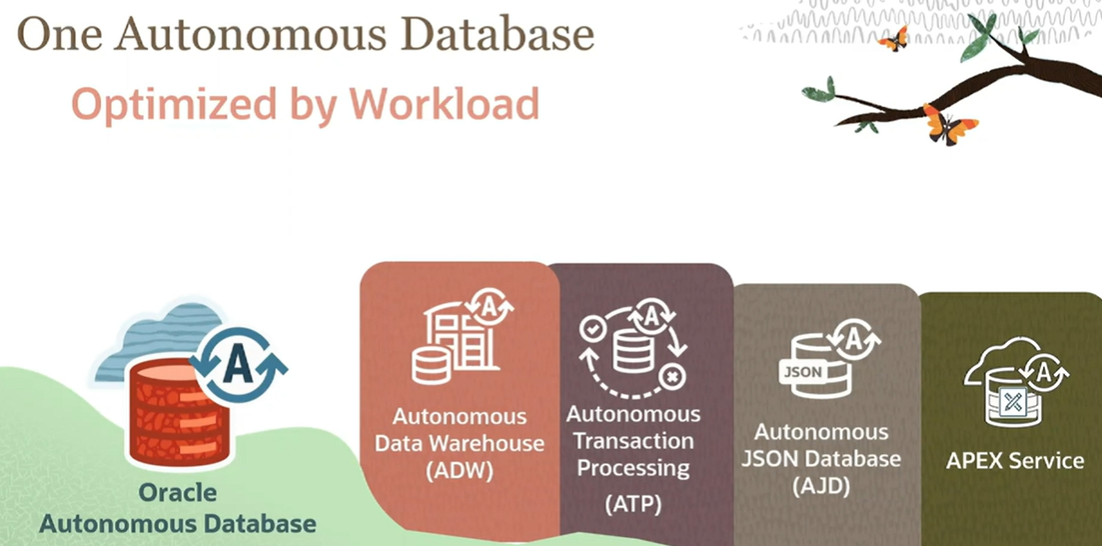 One Autonomous Database
Optimized by Workload
A
Oracle
Autonomous Database
A
Autonomous
Data Warehouse
(ADW)
A
Autonomous
Transaction
Processing
(ATP)
A
JSON
Autonomous
JSON Database
(AJD)
A
APEX Service